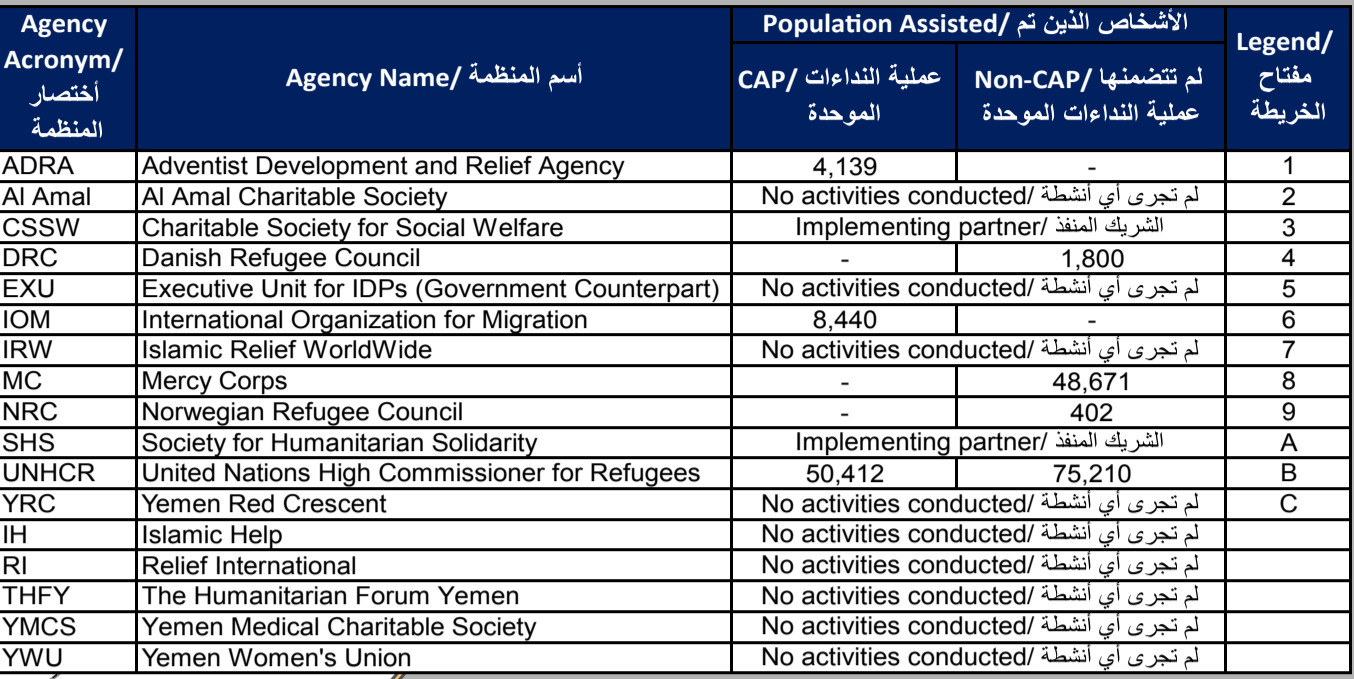 Agency Acronym/ أختصار المنظمة
Agency Name/ أسم المنظمة
Population Assisted/ الأشخاص الذين تم
CAP/ عملية النداءات الموحدة
Non-CAP/ لم تتضمنها عملية النداءات الموحدة
Legend/ مفتاح الخريطة
ADRA Adventist Development and Relief Agency 4,139 - 1
Al Amal Al Amal Charitable Society No activities conducted/ لم تجرى أي أنشطة 2
CSSW Charitable Society for Social Welfare Implementing partner/ الشريك المنفذ 3
DRC Danish Refugee Council - 1,800 4
EXU Executive Unit for IDPs (Government Counterpart) No activities conducted/ لم تجرى أي أنشطة 5
IOM International Organization for Migration 8,440 - 6
IRW Islamic Relief WorldWide No activities conducted/ لم تجرى أي أنشطة 7
MC Mercy Corps - 48,671 8
NRC Norwegian Refugee Council - 402 9
SHS Society for Humanitarian Solidarity Implementing partner/ الشريك المنفذ A
UNHCR United Nations High Commissioner for Refugees 50,412 75,210 B
YRC Yemen Red Crescent No activities conducted/ لم تجرى أي أنشطة C
IH Islamic Help No activities conducted/ لم تجرى أي أنشطة
RI Relief International No activities conducted/ لم تجرى أي أنشطة
THFY The Humanitarian Forum Yemen No activities conducted/ لم تجرى أي أنشطة
YMCS Yemen Medical Charitable Society No activities conducted/ لم تجرى أي أنشطة
YWU Yemen Women's Union No activities conducted/ لم تجرى أي أنشطة